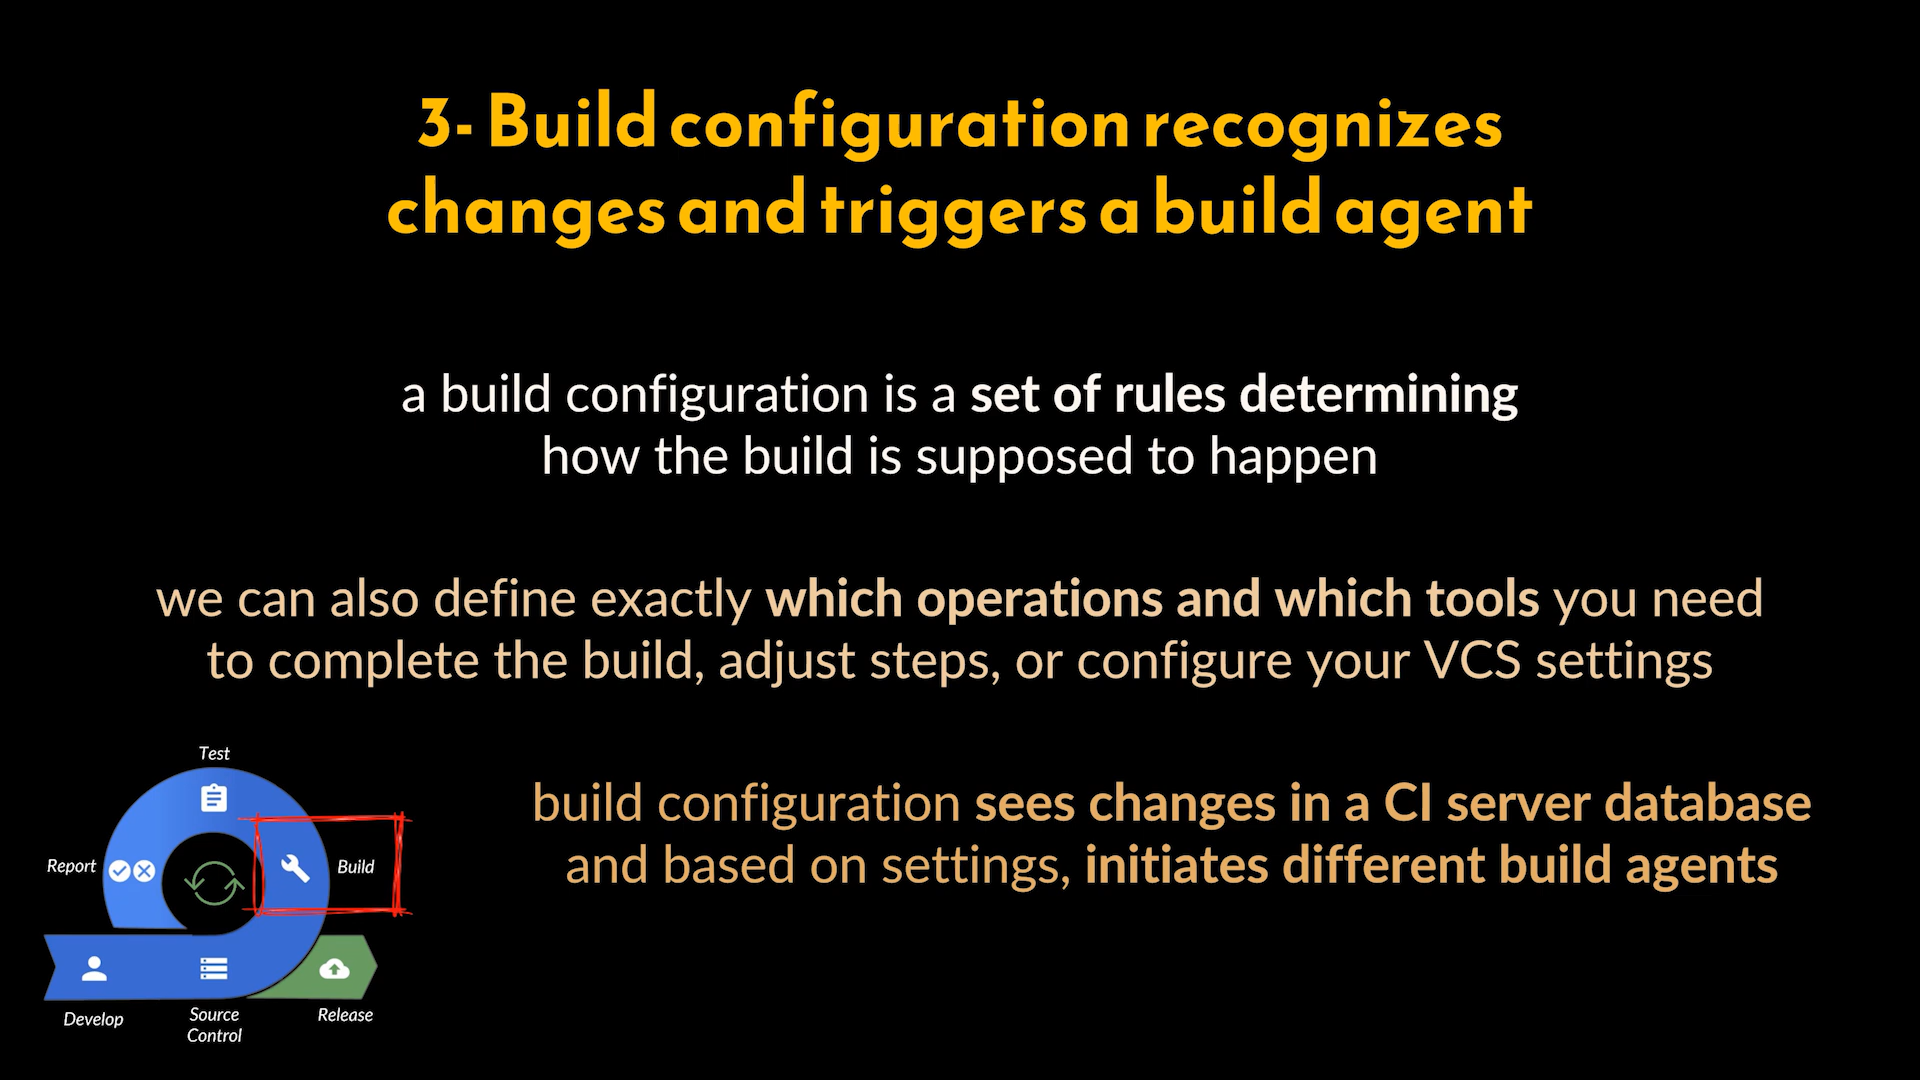 3- Build configuration recognizes
changes and triggers a build agent
a build configuration is a set of rules determining
how the build is supposed to happen
we can also define exactly which operations and which tools you need
to complete the build, adjust steps, or configure your VCS settings
build configuration sees changes in a CI server database
and based on settings, initiates different build agents
Test
Report
Build
Develop
Source
Control
Release